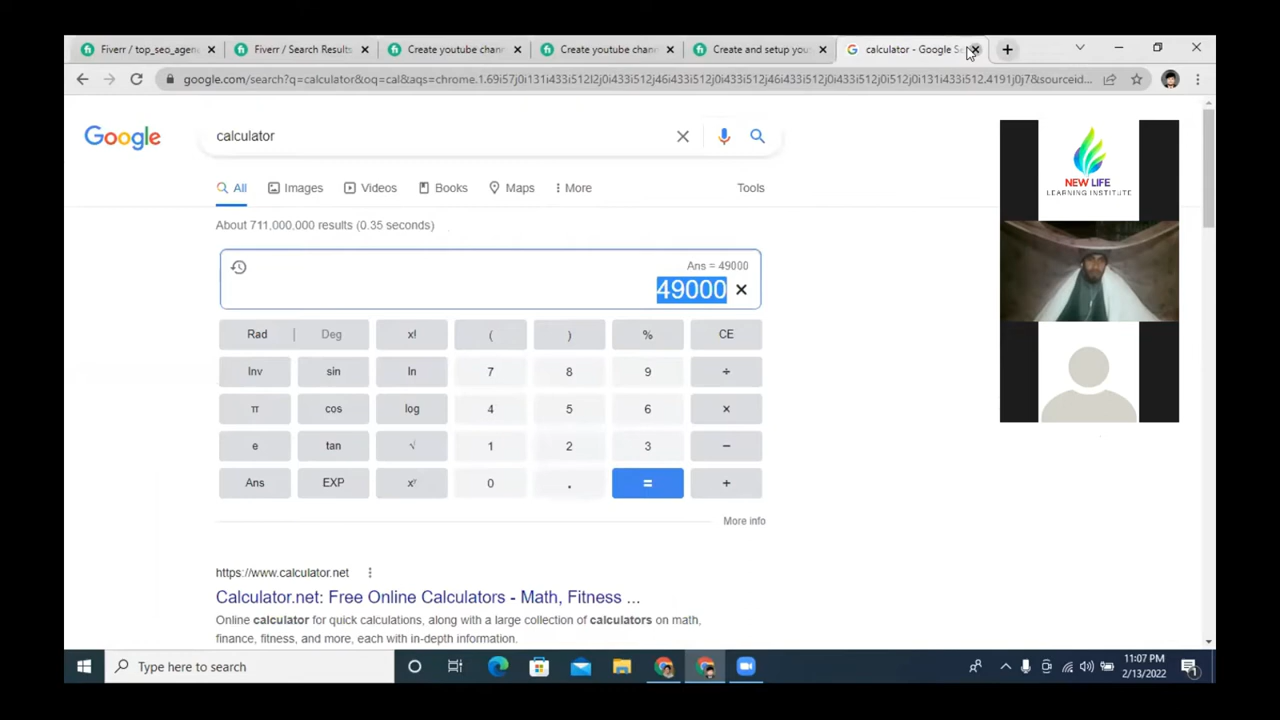 Fiverr / top_seo_agen
Fiverr / Search Results
Create youtube chann
Create youtube chann
Create and setup you
calculator - Google Se
google.com/search?q=calculator&oq=cal&aqs=chrome.1.69i57j0i131i433i512l2j0i512j46i433i512j0i131i433i512j46i433i512j0i512j0i512j0i131i433i512.4191j0j7&sourceid...
Google
calculator
All
Images
Videos
Books
Maps
More
Tools
About 711,000,000 results (0.35 seconds)
NEW LIFE
LEARNING INSTITUTE
Ans = 49000
49000
Rad | Deg x! ( ) % CE
Inv sin ln 7 8 9 ÷
π cos log 4 5 6 ×
e tan √ 1 2 3 −
Ans EXP xʸ 0 . = +
More info
https://www.calculator.net
Calculator.net: Free Online Calculators - Math, Fitness ...
Online calculator for quick calculations, along with a large collection of calculators on math,
finance, fitness, and more, each with in-depth information.
Type here to search
11:07 PM
2/13/2022
1